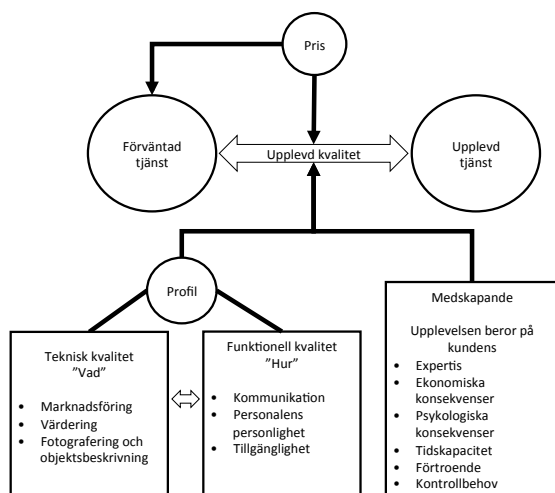 Pris
Förväntad
tjänst
Upplevd kvalitet
Upplevd
tjänst
Profil
Teknisk kvalitet
"Vad"
• Marknadsföring
• Värdering
• Fotografering och
objektsbeskrivning
Funktionell kvalitet
"Hur"
• Kommunikation
• Personalens
personlighet
• Tillgänglighet
Medskapande
Upplevelsen beror på
kundens
• Expertis
• Ekonomiska
konsekvenser
• Psykologiska
konsekvenser
• Tidskapacitet
• Förtroende
• Kontrollbehov